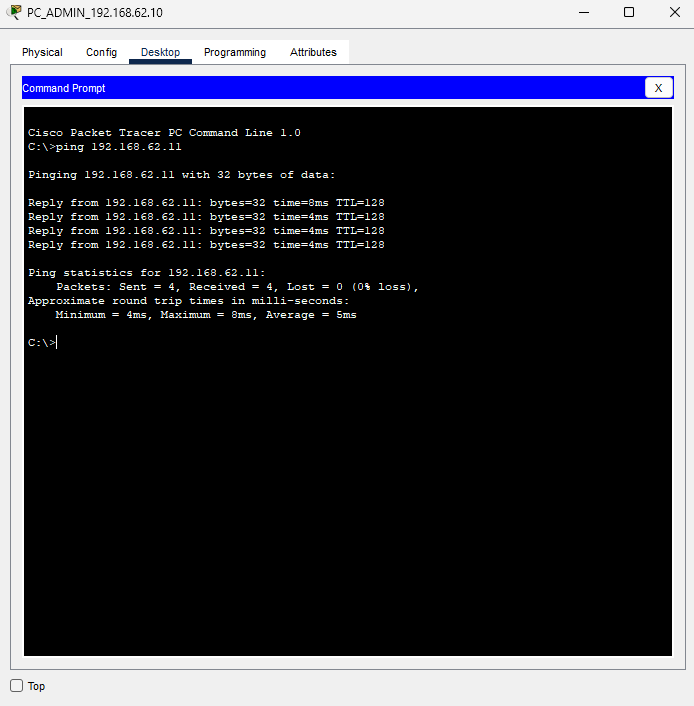 PC_ADMIN_192.168.62.10
Physical Config Desktop Programming Attributes
Command Prompt X
Cisco Packet Tracer PC Command Line 1.0
C:\>ping 192.168.62.11
Pinging 192.168.62.11 with 32 bytes of data:
Reply from 192.168.62.11: bytes=32 time=8ms TTL=128
Reply from 192.168.62.11: bytes=32 time=4ms TTL=128
Reply from 192.168.62.11: bytes=32 time=4ms TTL=128
Reply from 192.168.62.11: bytes=32 time=4ms TTL=128
Ping statistics for 192.168.62.11:
Packets: Sent = 4, Received = 4, Lost = 0 (0% loss),
Approximate round trip times in milli-seconds:
Minimum = 4ms, Maximum = 8ms, Average = 5ms
C:\>
Top